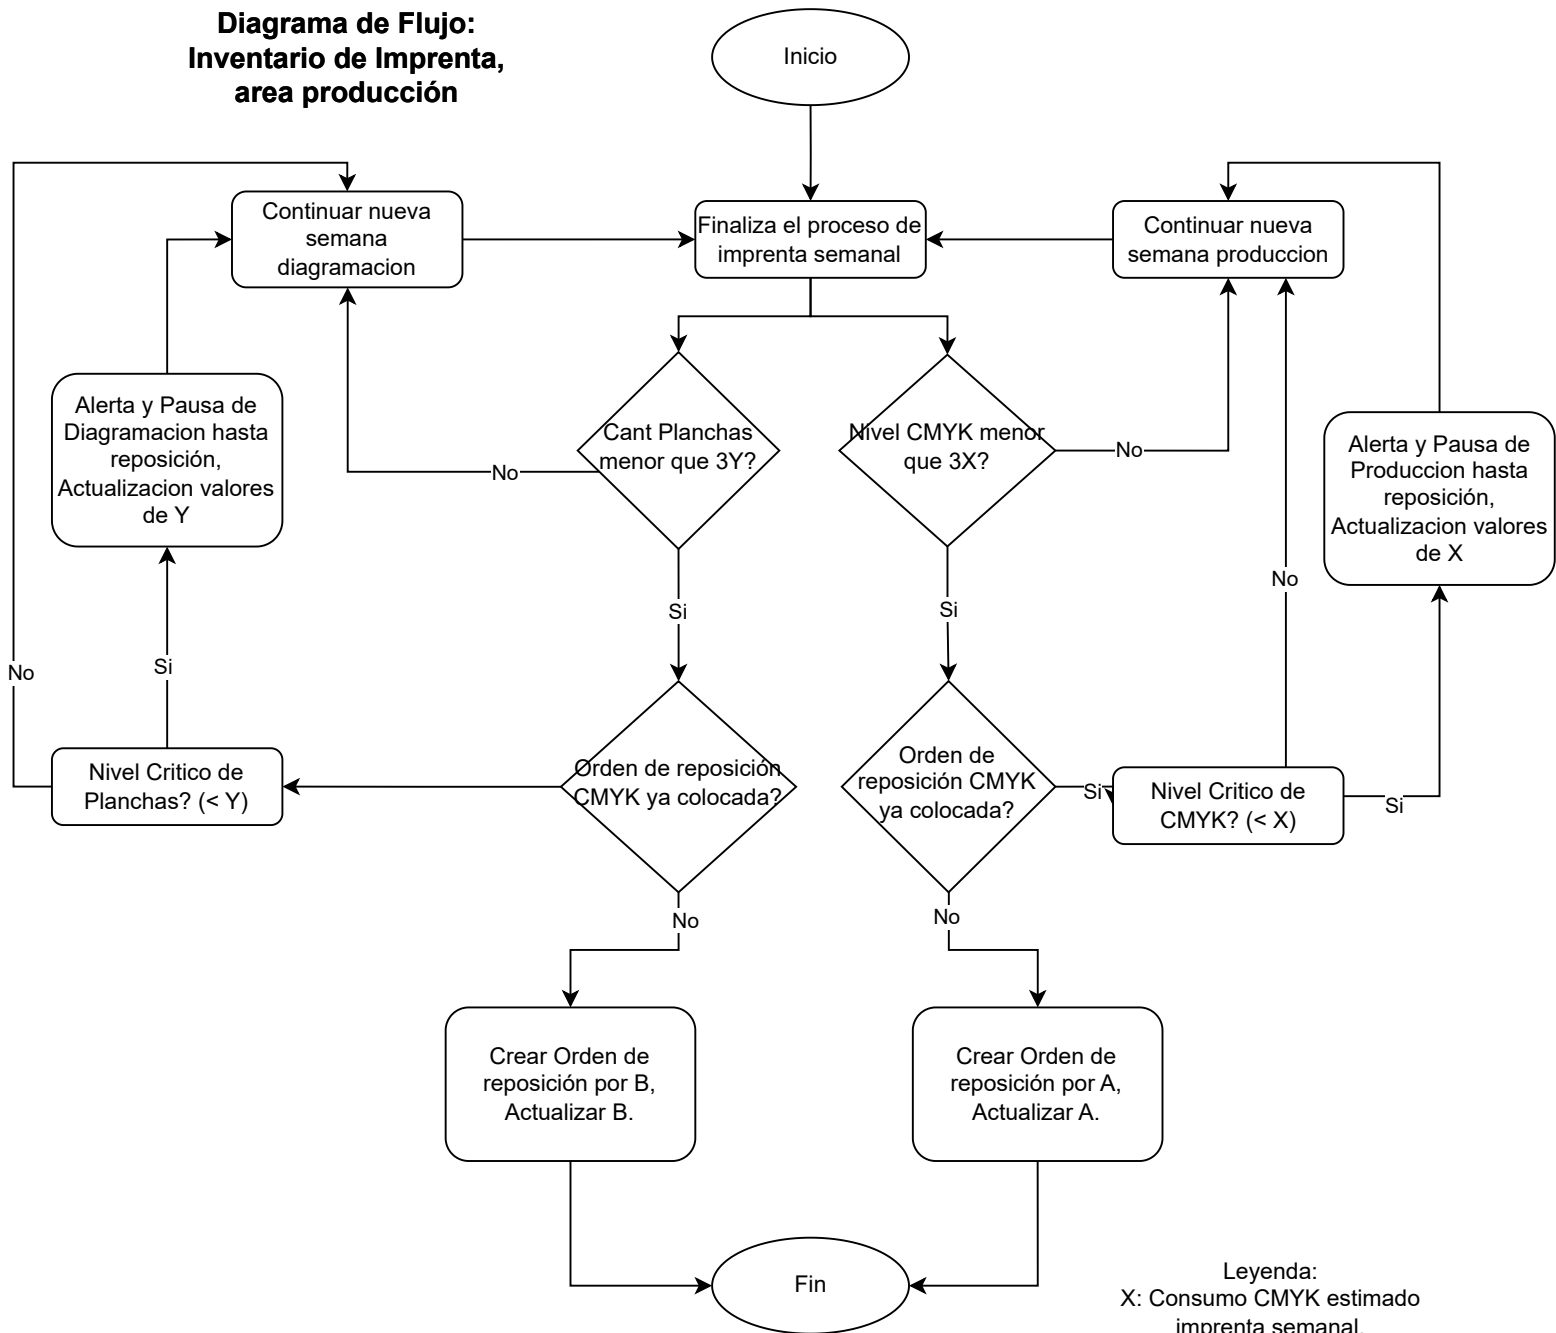 Diagrama de Flujo:
Inventario de Imprenta,
area producción
Inicio
Continuar nueva
semana
diagramacion
Finaliza el proceso de
imprenta semanal
Continuar nueva
semana produccion
Alerta y Pausa de
Diagramacion hasta
reposición,
Actualizacion valores
de Y
Cant Planchas
menor que 3Y?
Nivel CMYK menor
que 3X?
Alerta y Pausa de
Produccion hasta
reposición,
Actualizacion valores
de X
No
No
No
Si
Si
No
Si
Nivel Critico de
Planchas? (< Y)
Orden de reposición
CMYK ya colocada?
Orden de
reposición CMYK
ya colocada?
Si
Nivel Critico de
CMYK? (< X)
Si
No
No
No
Crear Orden de
reposición por B,
Actualizar B.
Crear Orden de
reposición por A,
Actualizar A.
Fin
Leyenda:
X: Consumo CMYK estimado
imprenta semanal.